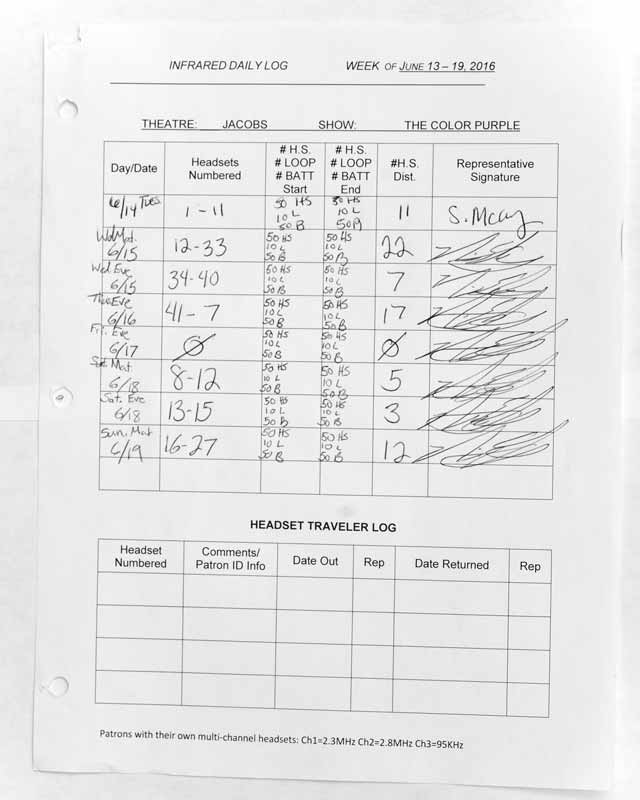 INFRARED DAILY LOG WEEK OF JUNE 13 – 19, 2016
THEATRE: JACOBS SHOW: THE COLOR PURPLE
Day/Date Headsets Numbered # H.S. # LOOP # BATT Start # H.S. # LOOP # BATT End #H.S. Dist. Representative Signature
6/14 Tues 1-11 50 HS 10 L 50 B 50 HS 10 L 50 B 11 S. McCay
Wed Mat. 6/15 12-33 50 HS 10 L 50 B 50 HS 10 L 50 B 22
Wed Eve 6/15 34-40 50 HS 10 L 50 B 50 HS 10 L 50 B 7
Thu Eve 6/16 41-7 50 HS 10 L 50 B 50 HS 10 L 50 B 17
Fri. Eve 6/17 Ø 50 HS 10 L 50 B 50 HS 10 L 50 B Ø
Sat Mat. 6/18 8-12 50 HS 10 L 50 B 50 HS 10 L 50 B 5
Sat. Eve 6/18 13-15 50 HS 10 L 50 B 50 HS 10 L 50 B 3
Sun. Mat 6/19 16-27 50 HS 10 L 50 B 50 HS 10 L 50 B 12
HEADSET TRAVELER LOG
Headset Numbered Comments/ Patron ID Info Date Out Rep Date Returned Rep
Patrons with their own multi-channel headsets: Ch1=2.3MHz Ch2=2.8MHz Ch3=95KHz